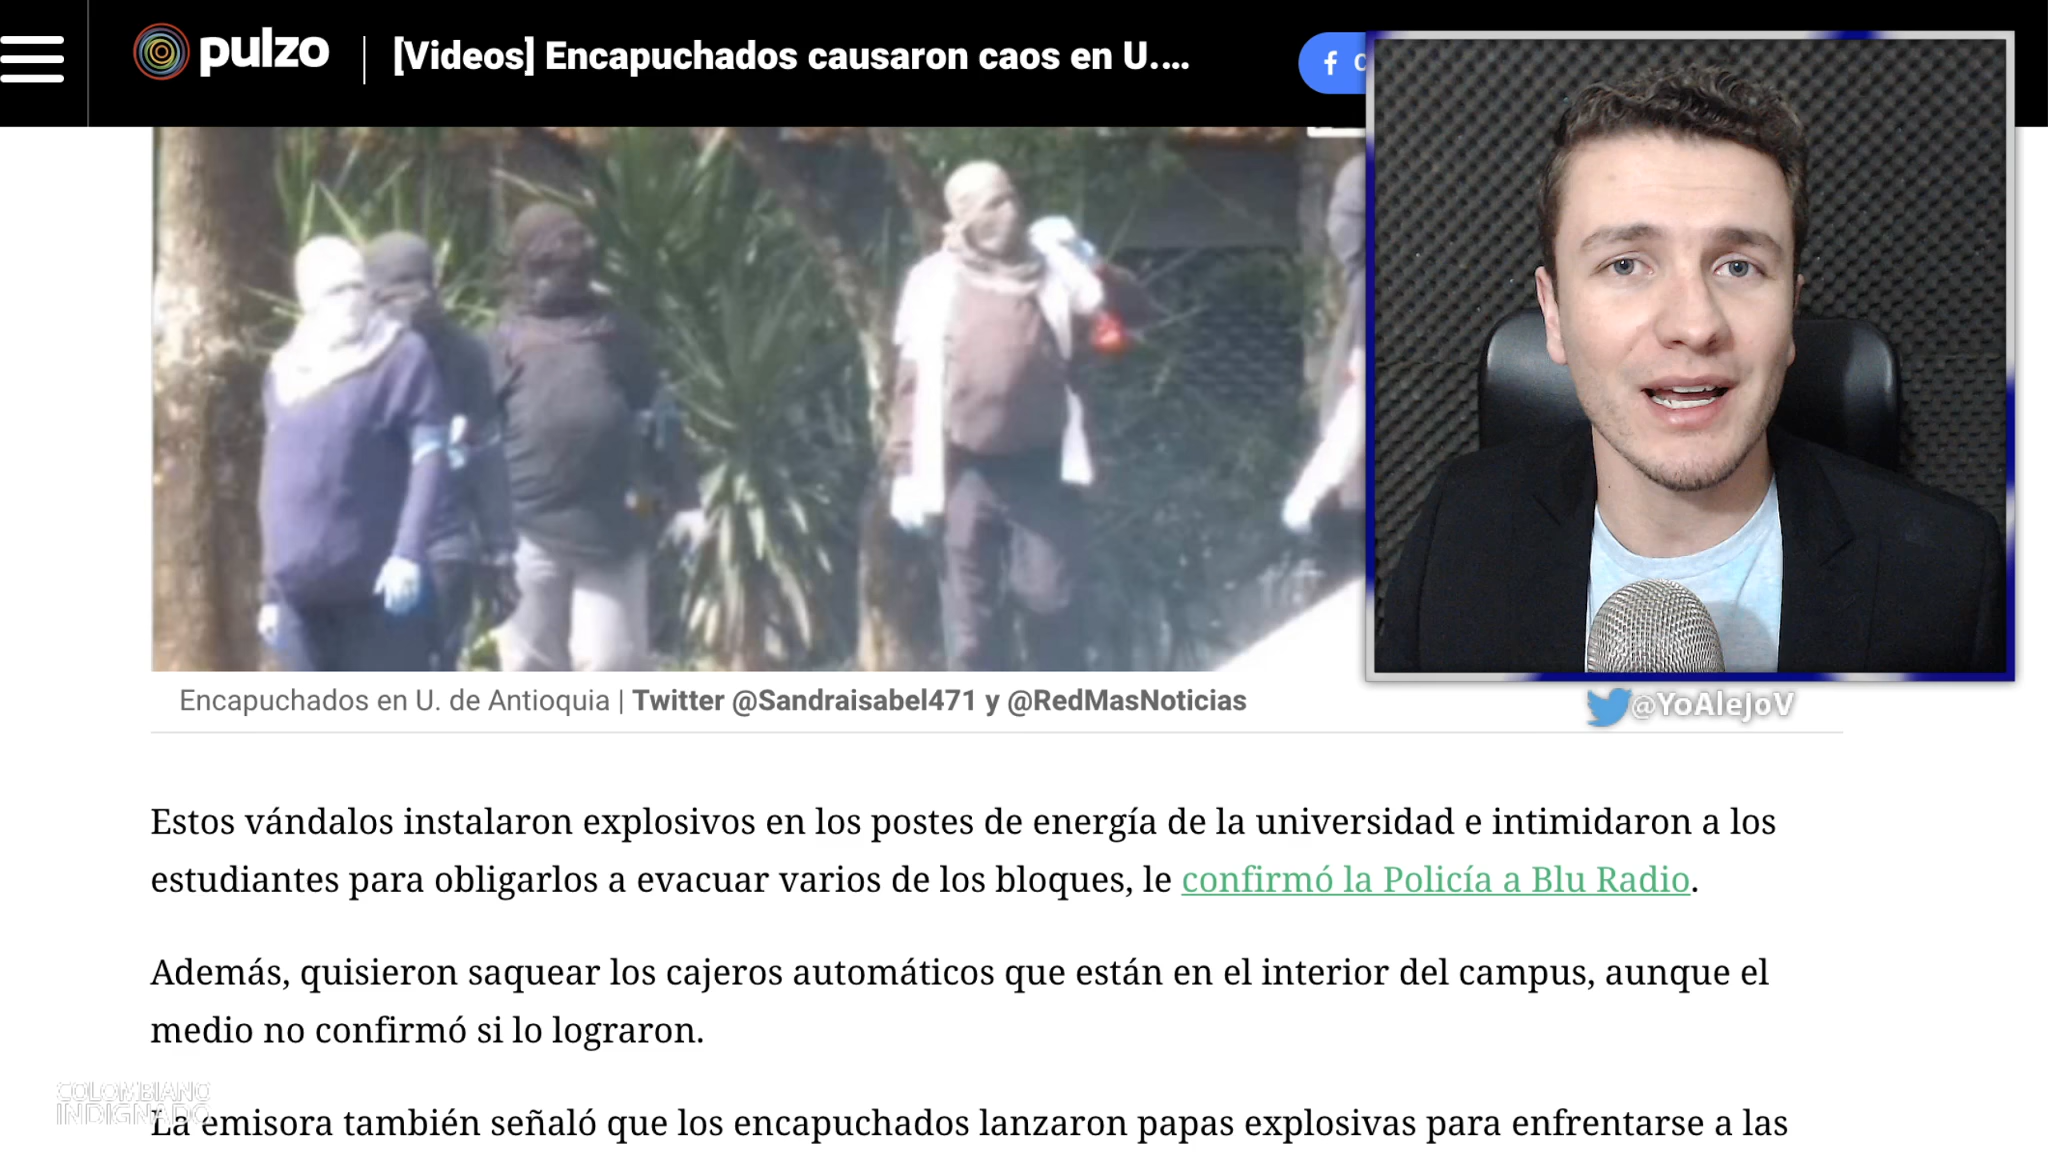 pulzo
[Videos] Encapuchados causaron caos en U....
f
Encapuchados en U. de Antioquia | Twitter @Sandraisabel471 y @RedMasNoticias
@YoAleJoV
Estos vándalos instalaron explosivos en los postes de energía de la universidad e intimidaron a los
estudiantes para obligarlos a evacuar varios de los bloques, le confirmó la Policía a Blu Radio.
Además, quisieron saquear los cajeros automáticos que están en el interior del campus, aunque el
medio no confirmó si lo lograron.
COLOMBIANO
INDIGNADO
La emisora también señaló que los encapuchados lanzaron papas explosivas para enfrentarse a las